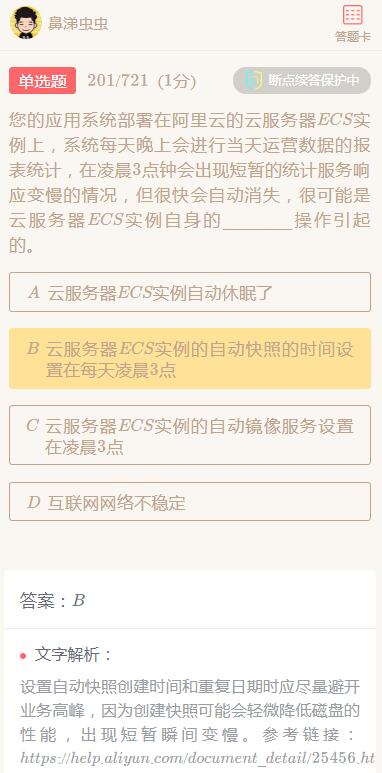 鼻涕虫虫
答题卡
单选题 201/721 (1分) 断点续答保护中
您的应用系统部署在阿里云的云服务器ECS实
例上，系统每天晚上会进行当天运营数据的报
表统计，在凌晨3点钟会出现短暂的统计服务响
应变慢的情况，但很快会自动消失，很可能是
云服务器ECS实例自身的_______操作引起
的。
A 云服务器ECS实例自动休眠了
B 云服务器ECS实例的自动快照的时间设
置在每天凌晨3点
C 云服务器ECS实例的自动镜像服务设置
在凌晨3点
D 互联网网络不稳定
答案：B
文字解析：
设置自动快照创建时间和重复日期时应尽量避开
业务高峰，因为创建快照可能会轻微降低磁盘的
性能，出现短暂瞬间变慢。参考链接：
https://help.aliyun.com/document_detail/25456.ht